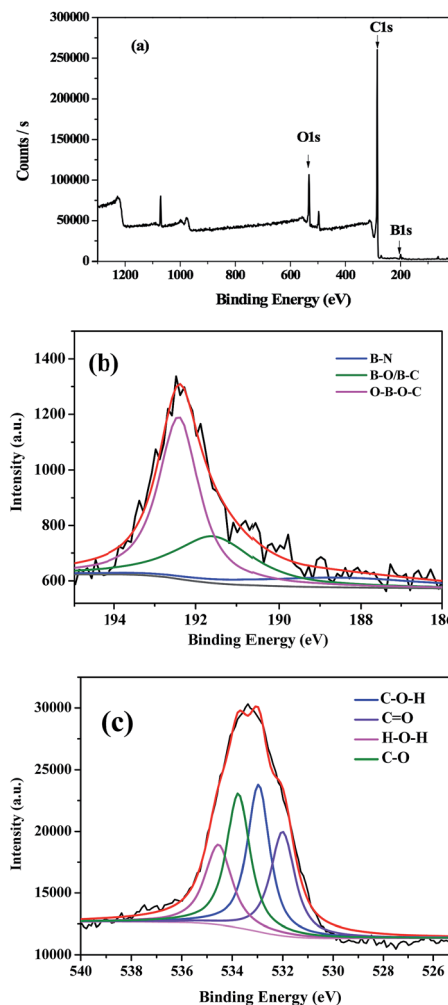 (a)
C1s
O1s
B1s
Counts / s
300000
250000
200000
150000
100000
50000
0
1200 1000 800 600 400 200
Binding Energy (eV)
(b)
B-N
B-O/B-C
O-B-O-C
Intensity (a.u.)
1400
1200
1000
800
600
194 192 190 188 186
Binding Energy (eV)
(c)
C-O-H
C=O
H-O-H
C-O
Intensity (a.u.)
30000
25000
20000
15000
10000
540 538 536 534 532 530 528 526
Binding Energy (eV)